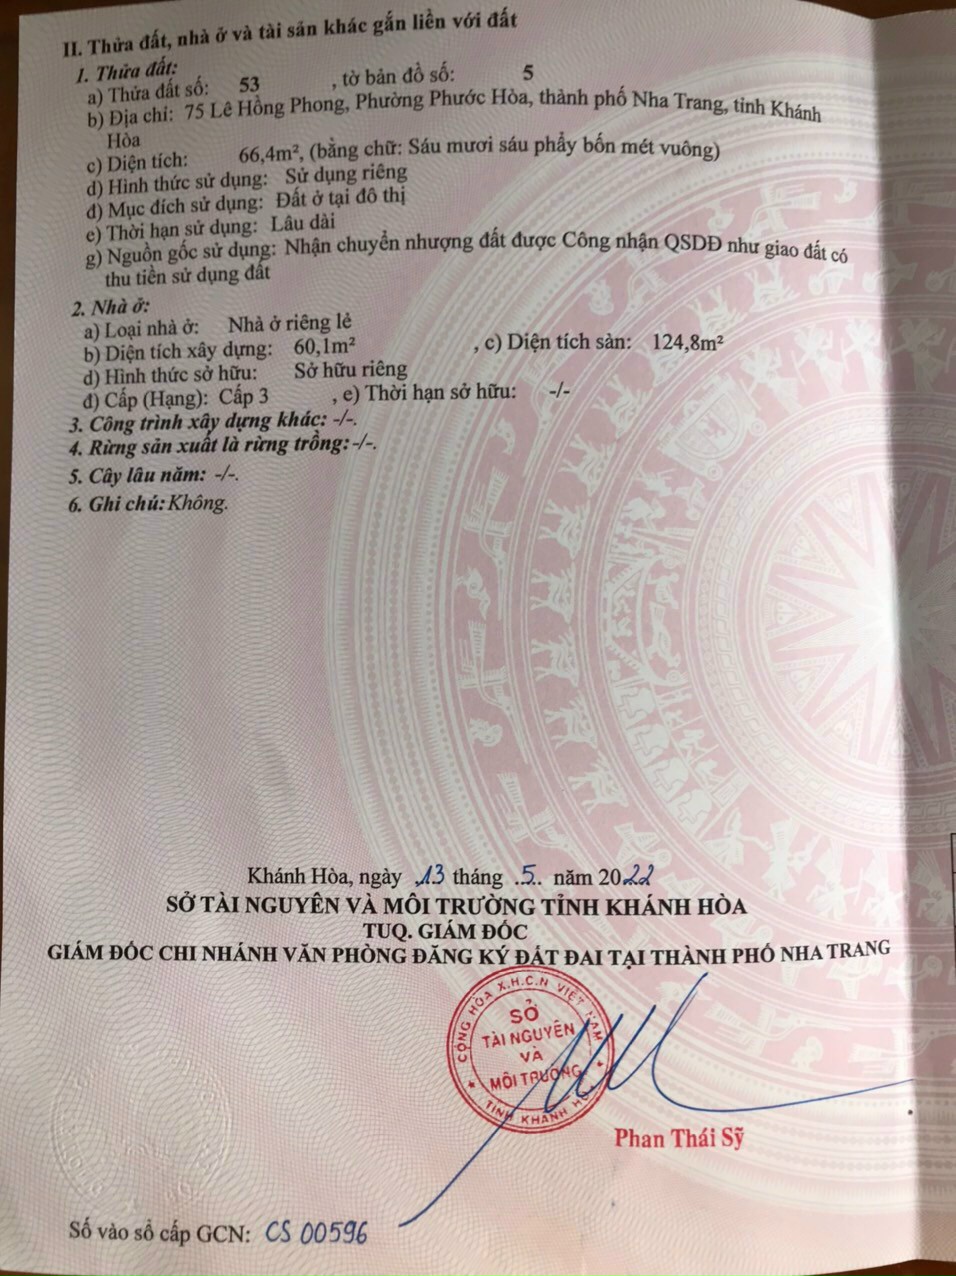 II. Thửa đất, nhà ở và tài sản khác gắn liền với đất
1. Thửa đất:
a) Thửa đất số: 53 , tờ bản đồ số: 5
b) Địa chỉ: 75 Lê Hồng Phong, Phường Phước Hòa, thành phố Nha Trang, tỉnh Khánh
Hòa
c) Diện tích: 66,4m², (bằng chữ: Sáu mươi sáu phẩy bốn mét vuông)
d) Hình thức sử dụng: Sử dụng riêng
đ) Mục đích sử dụng: Đất ở tại đô thị
e) Thời hạn sử dụng: Lâu dài
g) Nguồn gốc sử dụng: Nhận chuyển nhượng đất được Công nhận QSDĐ như giao đất có
thu tiền sử dụng đất
2. Nhà ở:
a) Loại nhà ở: Nhà ở riêng lẻ
b) Diện tích xây dựng: 60,1m² , c) Diện tích sàn: 124,8m²
d) Hình thức sở hữu: Sở hữu riêng
đ) Cấp (Hạng): Cấp 3 , e) Thời hạn sở hữu: -/-
3. Công trình xây dựng khác: -/-.
4. Rừng sản xuất là rừng trồng: -/-.
5. Cây lâu năm: -/-.
6. Ghi chú: Không.
Khánh Hòa, ngày 13 tháng 5 năm 2022
SỞ TÀI NGUYÊN VÀ MÔI TRƯỜNG TỈNH KHÁNH HÒA
TUQ. GIÁM ĐỐC
GIÁM ĐỐC CHI NHÁNH VĂN PHÒNG ĐĂNG KÝ ĐẤT ĐAI TẠI THÀNH PHỐ NHA TRANG
CỘNG HÒA X.H.C.N VIỆT NAM
SỞ
TÀI NGUYÊN
VÀ
MÔI TRƯỜNG
TỈNH KHÁNH HÒA
Phan Thái Sỹ
Số vào sổ cấp GCN: CS 00596